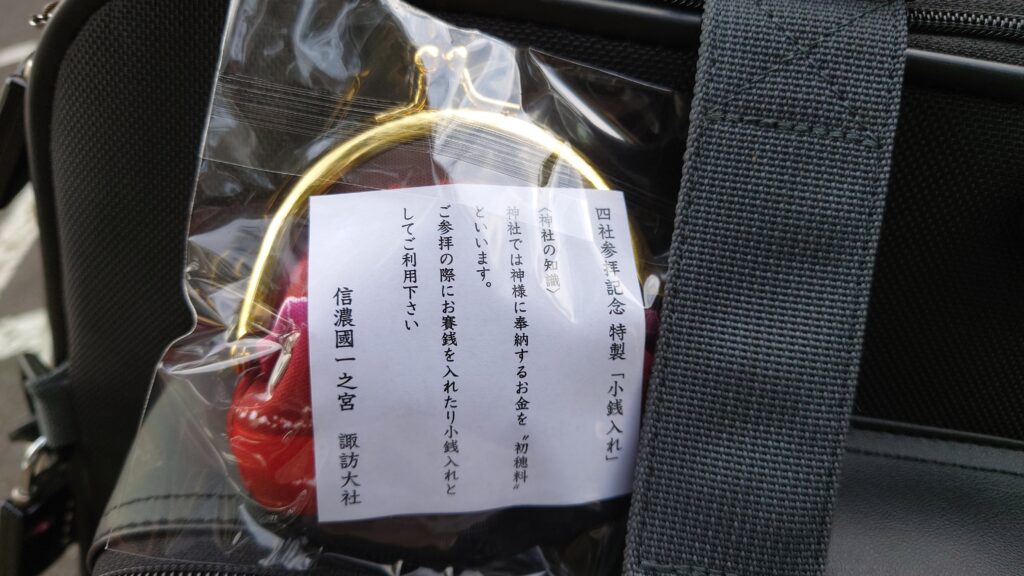 四社参拝記念 特製「小銭入れ」
〈神社の知識〉
神社では神様に奉納するお金を〝初穂料〟
といいます。
ご参拝の際にお賽銭を入れたり小銭入れと
してご利用下さい
信濃國一之宮 諏訪大社